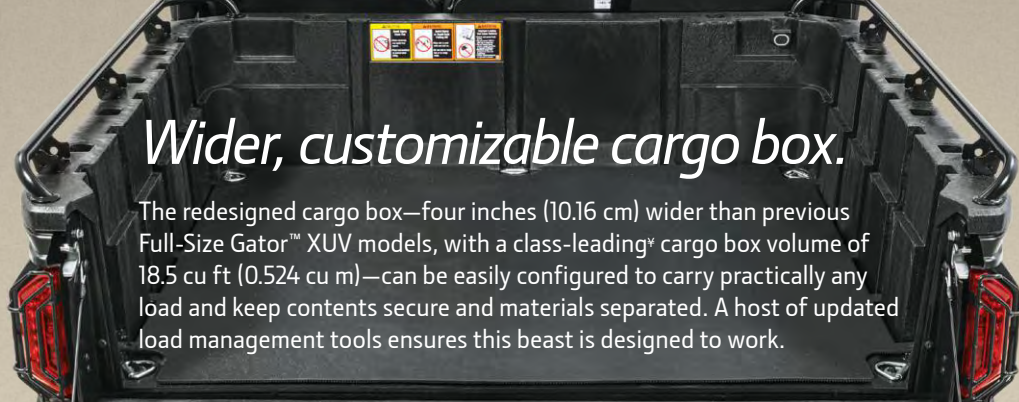 Wider, customizable cargo box.
The redesigned cargo box—four inches (10.16 cm) wider than previous
Full-Size Gator™ XUV models, with a class-leading¥ cargo box volume of
18.5 cu ft (0.524 cu m)—can be easily configured to carry practically any
load and keep contents secure and materials separated. A host of updated
load management tools ensures this beast is designed to work.